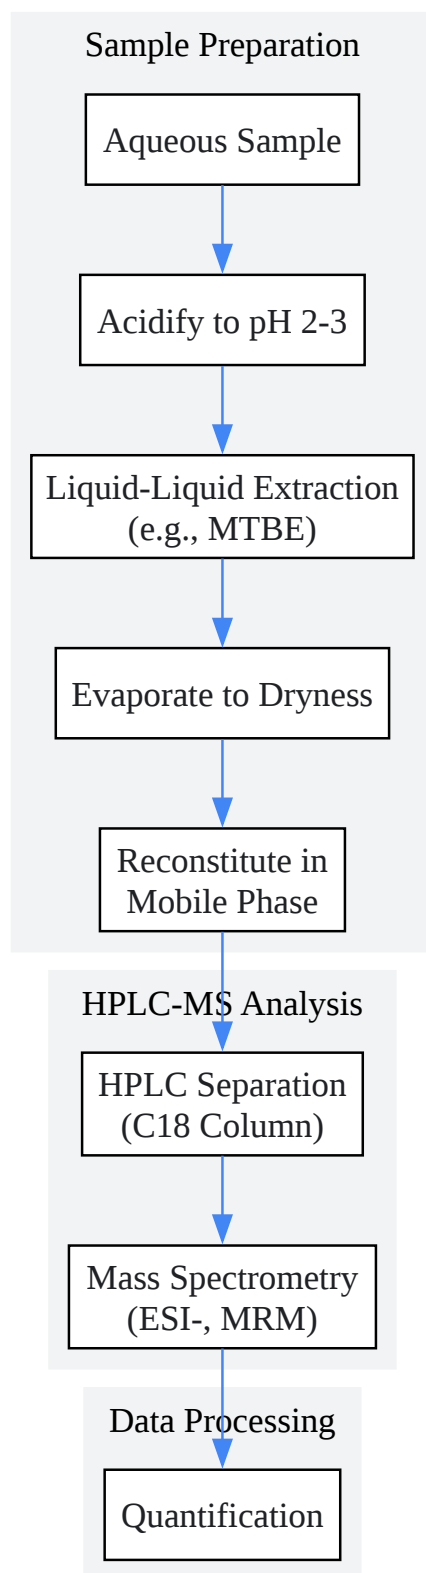 Sample Preparation
Aqueous Sample
Acidify to pH 2-3
Liquid-Liquid Extraction
(e.g., MTBE)
Evaporate to Dryness
Reconstitute in
Mobile Phase
HPLC-MS Analysis
HPLC Separation
(C18 Column)
Mass Spectrometry
(ESI-, MRM)
Data Processing
Quantification